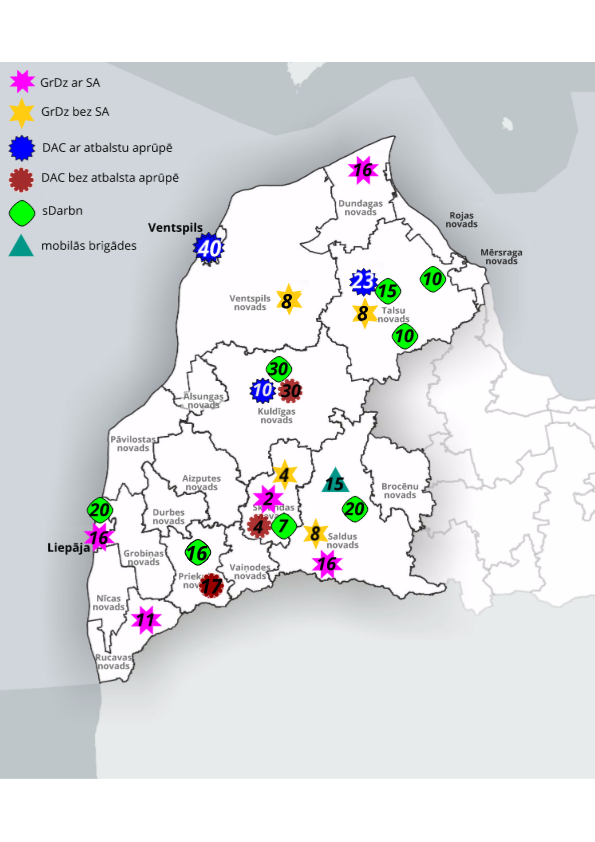 GrDz ar SA
GrDz bez SA
DAC ar atbalstu aprūpē
DAC bez atbalsta aprūpē
sDarbn
mobilās brigādes
16
Dundagas
novads
Rojas
novads
Ventspils
40
Mērsraga
novads
23
15
10
Ventspils
novads
8
8
Talsu
novads
10
30
10
30
Alsungas
novads
Kuldīgas
novads
Pāvilostas
novads
4
15
Aizputes
novads
Brocēnu
novads
2
20
20
Durbes
novads
4
7
8
Saldus
novads
16
Liepāja
Grobiņas
novads
16
Vaiņodes
novads
16
17
Nīcas
novads
11
Rucavas
novads